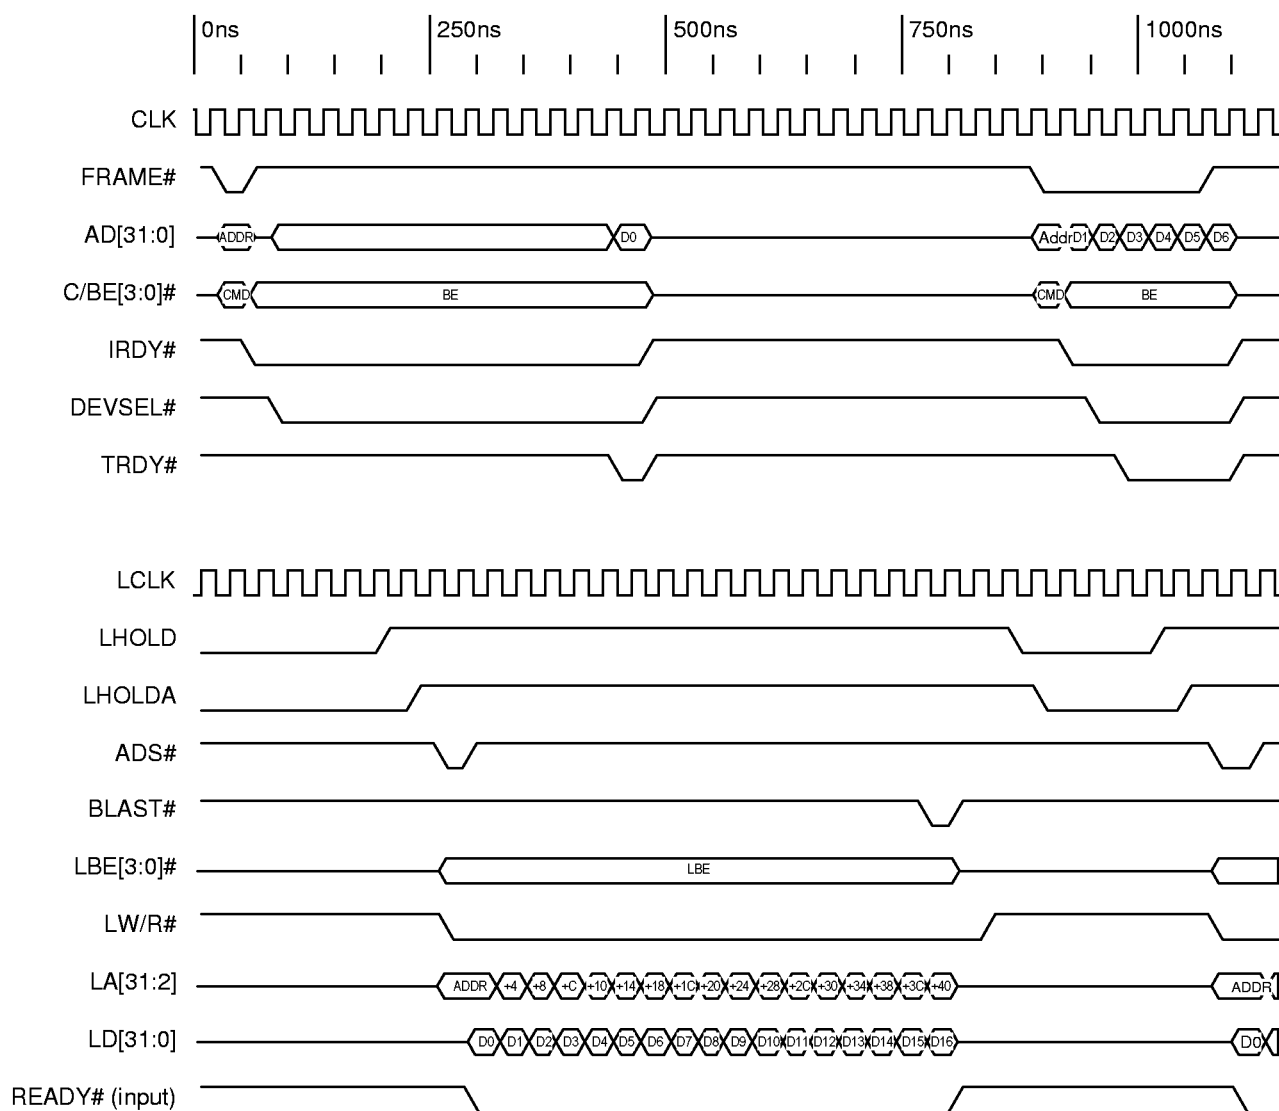 0ns 250ns 500ns 750ns 1000ns
CLK
FRAME#
AD[31:0] ADDR D0 Addr D1 D2 D3 D4 D5 D6
C/BE[3:0]# CMD BE CMD BE
IRDY#
DEVSEL#
TRDY#
LCLK
LHOLD
LHOLDA
ADS#
BLAST#
LBE[3:0]# LBE
LW/R#
LA[31:2] ADDR +4 +8 +C +10 +14 +18 +1C +20 +24 +28 +2C +30 +34 +38 +3C +40 ADDR
LD[31:0] D0 D1 D2 D3 D4 D5 D6 D7 D8 D9 D10 D11 D12 D13 D14 D15 D16 D0
READY# (input)